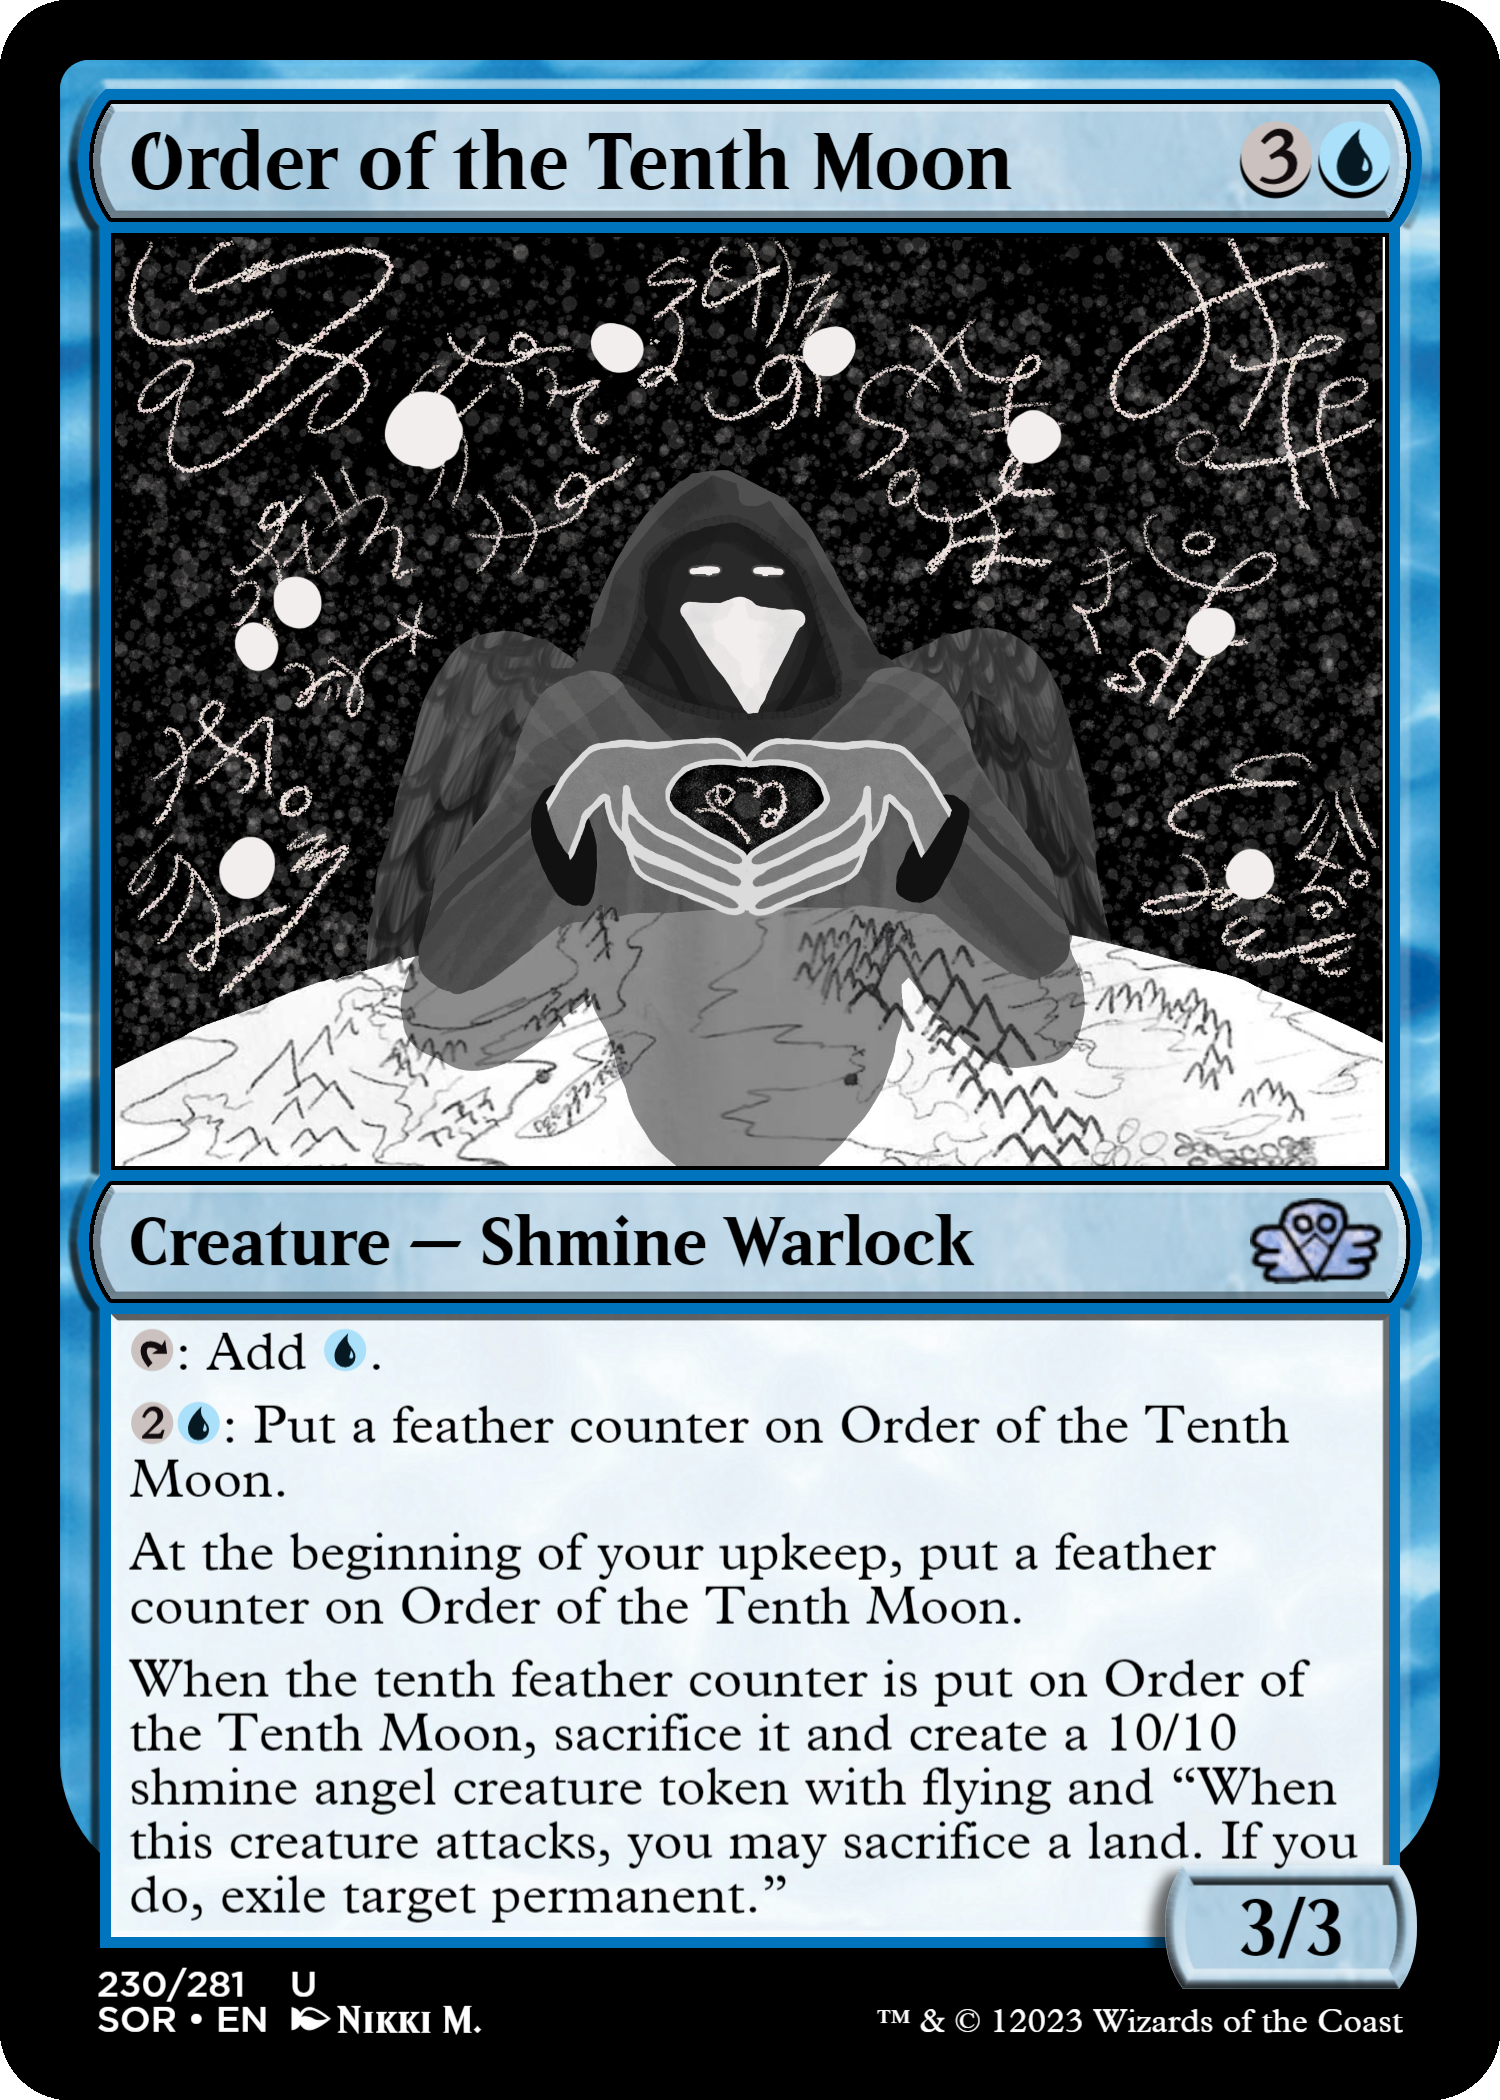 Order of the Tenth Moon 3
Creature — Shmine Warlock
: Add .
2: Put a feather counter on Order of the Tenth
Moon.
At the beginning of your upkeep, put a feather
counter on Order of the Tenth Moon.
When the tenth feather counter is put on Order of
the Tenth Moon, sacrifice it and create a 10/10
shmine angel creature token with flying and “When
this creature attacks, you may sacrifice a land. If you
do, exile target permanent.”
3/3
230/281 U
SOR • EN NIKKI M.
™ & © 12023 Wizards of the Coast